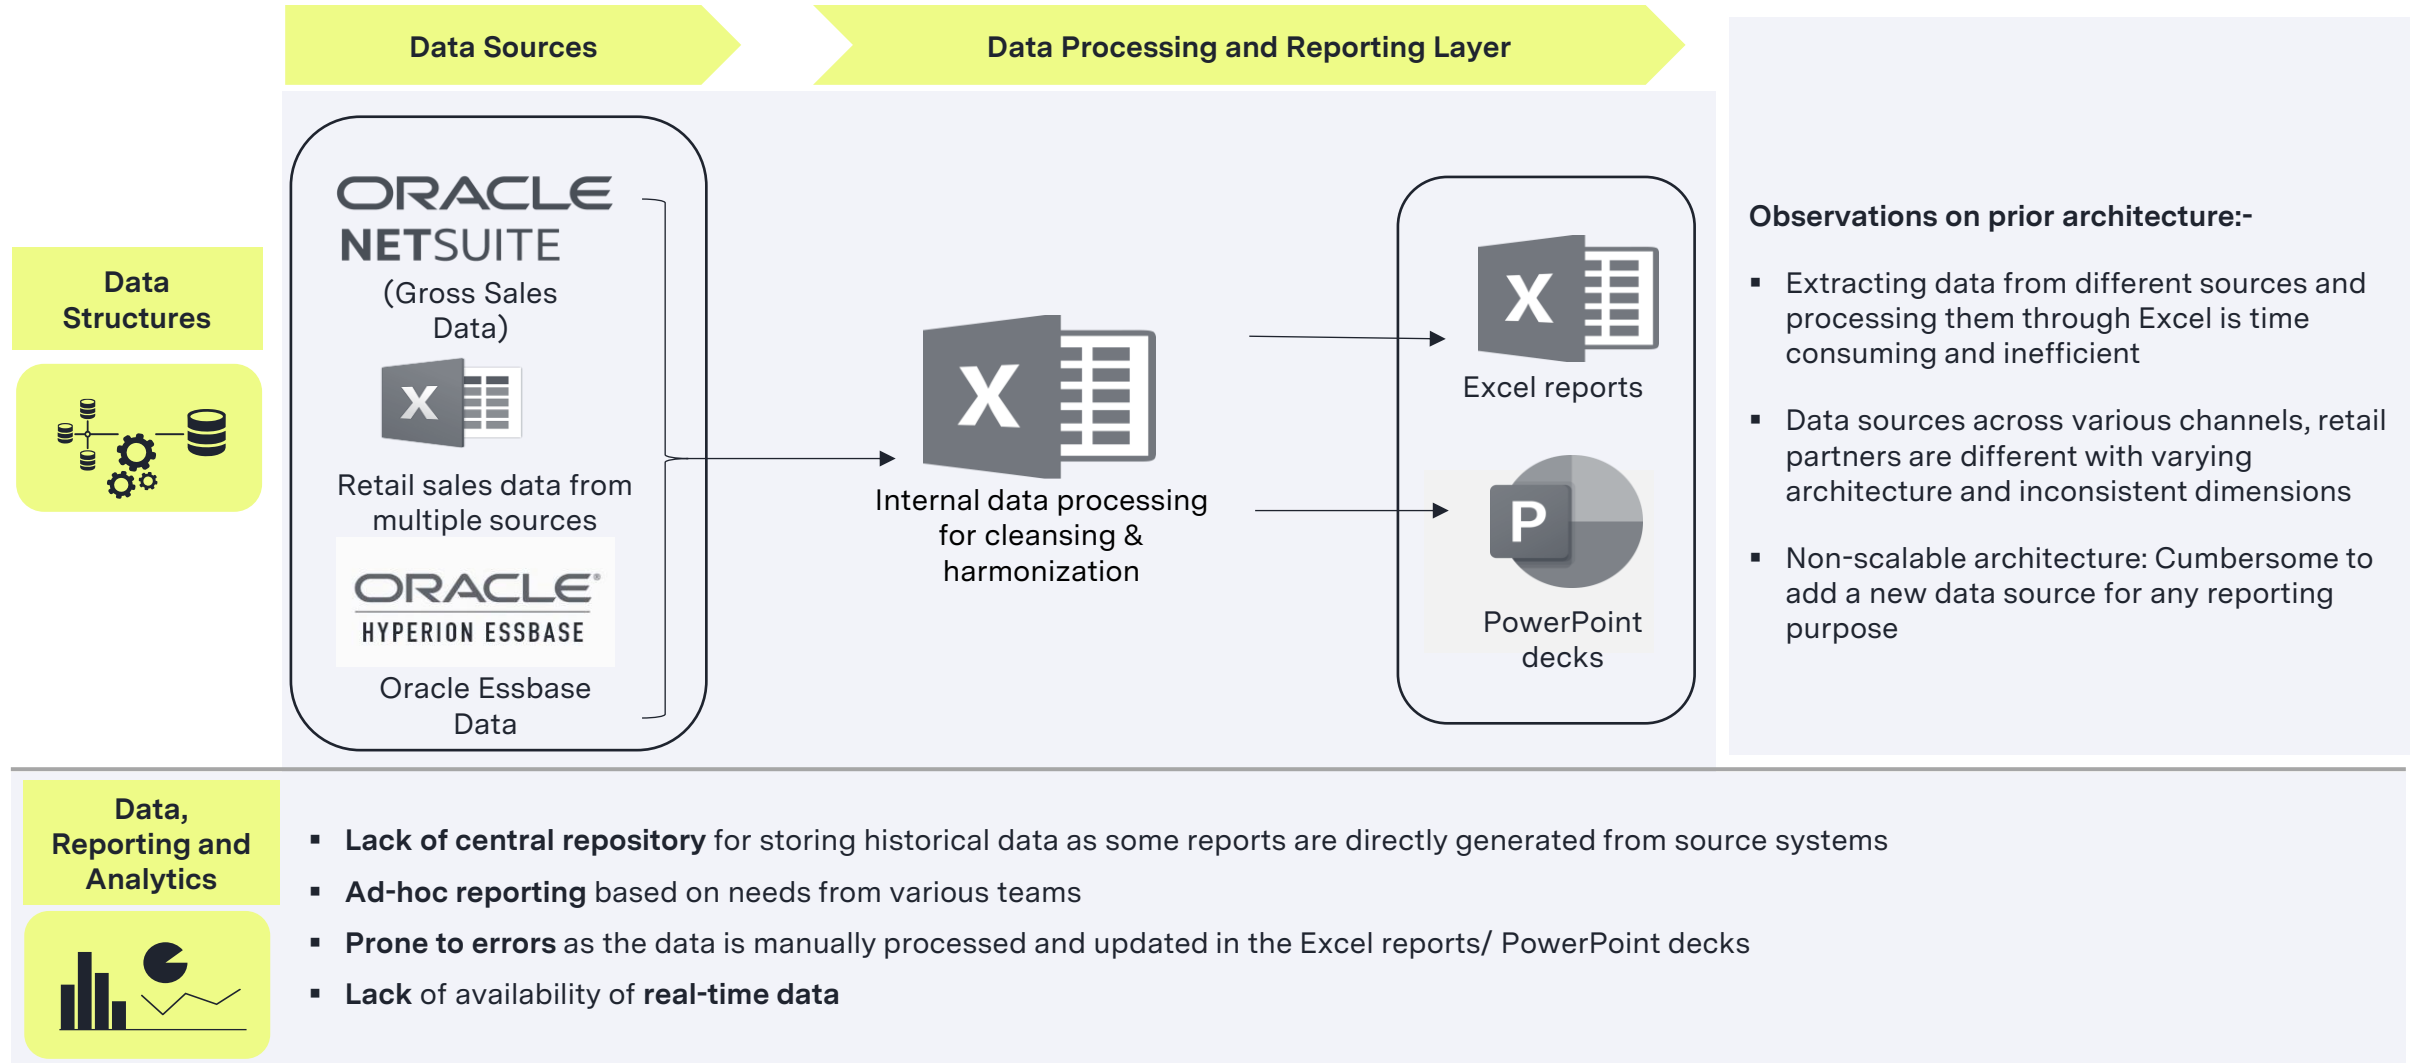 Data Sources
Data Processing and Reporting Layer
Data
Structures
ORACLE
NETSUITE
(Gross Sales
Data)
X
Retail sales data from
multiple sources
ORACLE®
HYPERION ESSBASE
Oracle Essbase
Data
X
Internal data processing
for cleansing &
harmonization
X
Excel reports
P
PowerPoint
decks
Observations on prior architecture:-
▪ Extracting data from different sources and
processing them through Excel is time
consuming and inefficient
▪ Data sources across various channels, retail
partners are different with varying
architecture and inconsistent dimensions
▪ Non-scalable architecture: Cumbersome to
add a new data source for any reporting
purpose
Data,
Reporting and
Analytics
▪ Lack of central repository for storing historical data as some reports are directly generated from source systems
▪ Ad-hoc reporting based on needs from various teams
▪ Prone to errors as the data is manually processed and updated in the Excel reports/ PowerPoint decks
▪ Lack of availability of real-time data